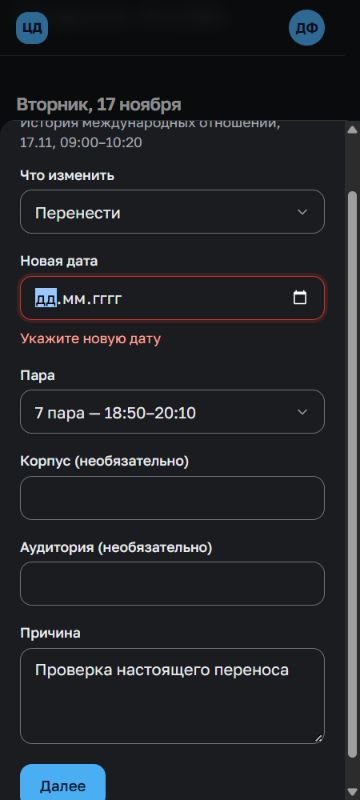 ЦД
ДФ
Вторник, 17 ноября
История международных отношений,
17.11, 09:00–10:20
Что изменить
Перенести
Новая дата
дд.мм.гггг
Укажите новую дату
Пара
7 пара — 18:50–20:10
Корпус (необязательно)
Аудитория (необязательно)
Причина
Проверка настоящего переноса
Далее